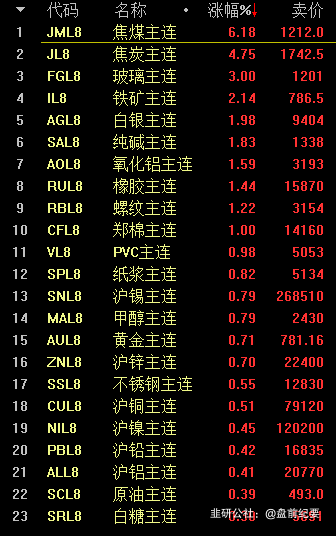 代码 名称 涨幅%↓ 卖价
1 JML8 焦煤主连 6.18 1212.0
2 JL8 焦炭主连 4.75 1742.5
3 FGL8 玻璃主连 3.00 1201
4 IL8 铁矿主连 2.14 786.5
5 AGL8 白银主连 1.98 9404
6 SAL8 纯碱主连 1.83 1338
7 AOL8 氧化铝主连 1.59 3193
8 RUL8 橡胶主连 1.44 15870
9 RBL8 螺纹主连 1.22 3154
10 CFL8 郑棉主连 1.00 14160
11 VL8 PVC主连 0.98 5053
12 SPL8 纸浆主连 0.82 5134
13 SNL8 沪锡主连 0.79 268510
14 MAL8 甲醇主连 0.79 2430
15 AUL8 黄金主连 0.71 781.16
16 ZNL8 沪锌主连 0.70 22400
17 SSL8 不锈钢主连 0.55 12830
18 CUL8 沪铜主连 0.51 79120
19 NIL8 沪镍主连 0.45 120200
20 PBL8 沪铅主连 0.42 16835
21 ALL8 沪铝主连 0.41 20770
22 SCL8 原油主连 0.39 493.0
23 SRL8 白糖主连
韭研公社：@盘前纪要